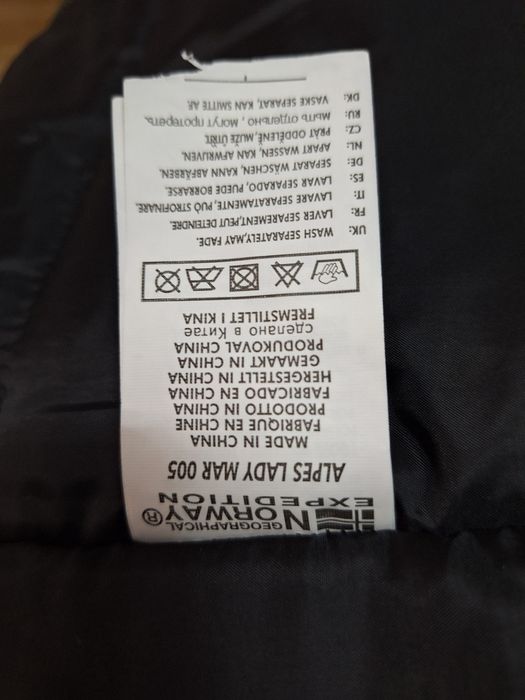 GEOGRAPHICAL
NORWAY®
EXPEDITION
ALPES LADY MAR 005
MADE IN CHINA
FABRIQUE EN CHINE
PRODOTTO IN CHINA
FABRICADO EN CHINA
HERGESTELLT IN CHINA
GEMAAKT IN CHINA
PRODUKOVAL CHINA
сделано в Китае
FREMSTILLET I KINA
UK: WASH SEPARATELY,MAY FADE.
FR: LAVER SEPAREMENT,PEUT DETEINDRE.
IT: LAVARE SEPARATAMENTE, PUÒ STROFINARE.
ES: LAVAR SEPARADO, PUEDE BORRARSE.
DE: SEPARAT WASCHEN, KANN ABFÄRBEN.
NL: APART WASSEN, KAN AFWRIJVEN.
CZ: PRÁT ODDĚLENĚ, MUŽE ÚTŘÍT.
RU: мыть отдельно, могут протереть.
DK: VASKE SEPARAT, KAN SMITTE AF.